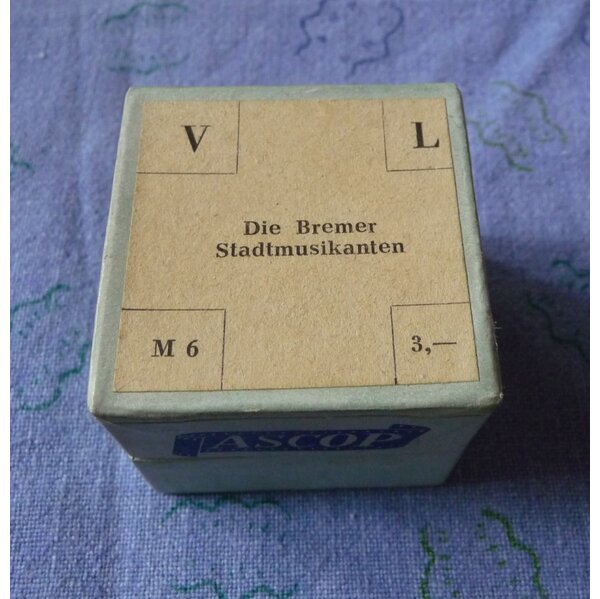 V L
Die Bremer
Stadtmusikanten
M 6 3,—
ASCOP